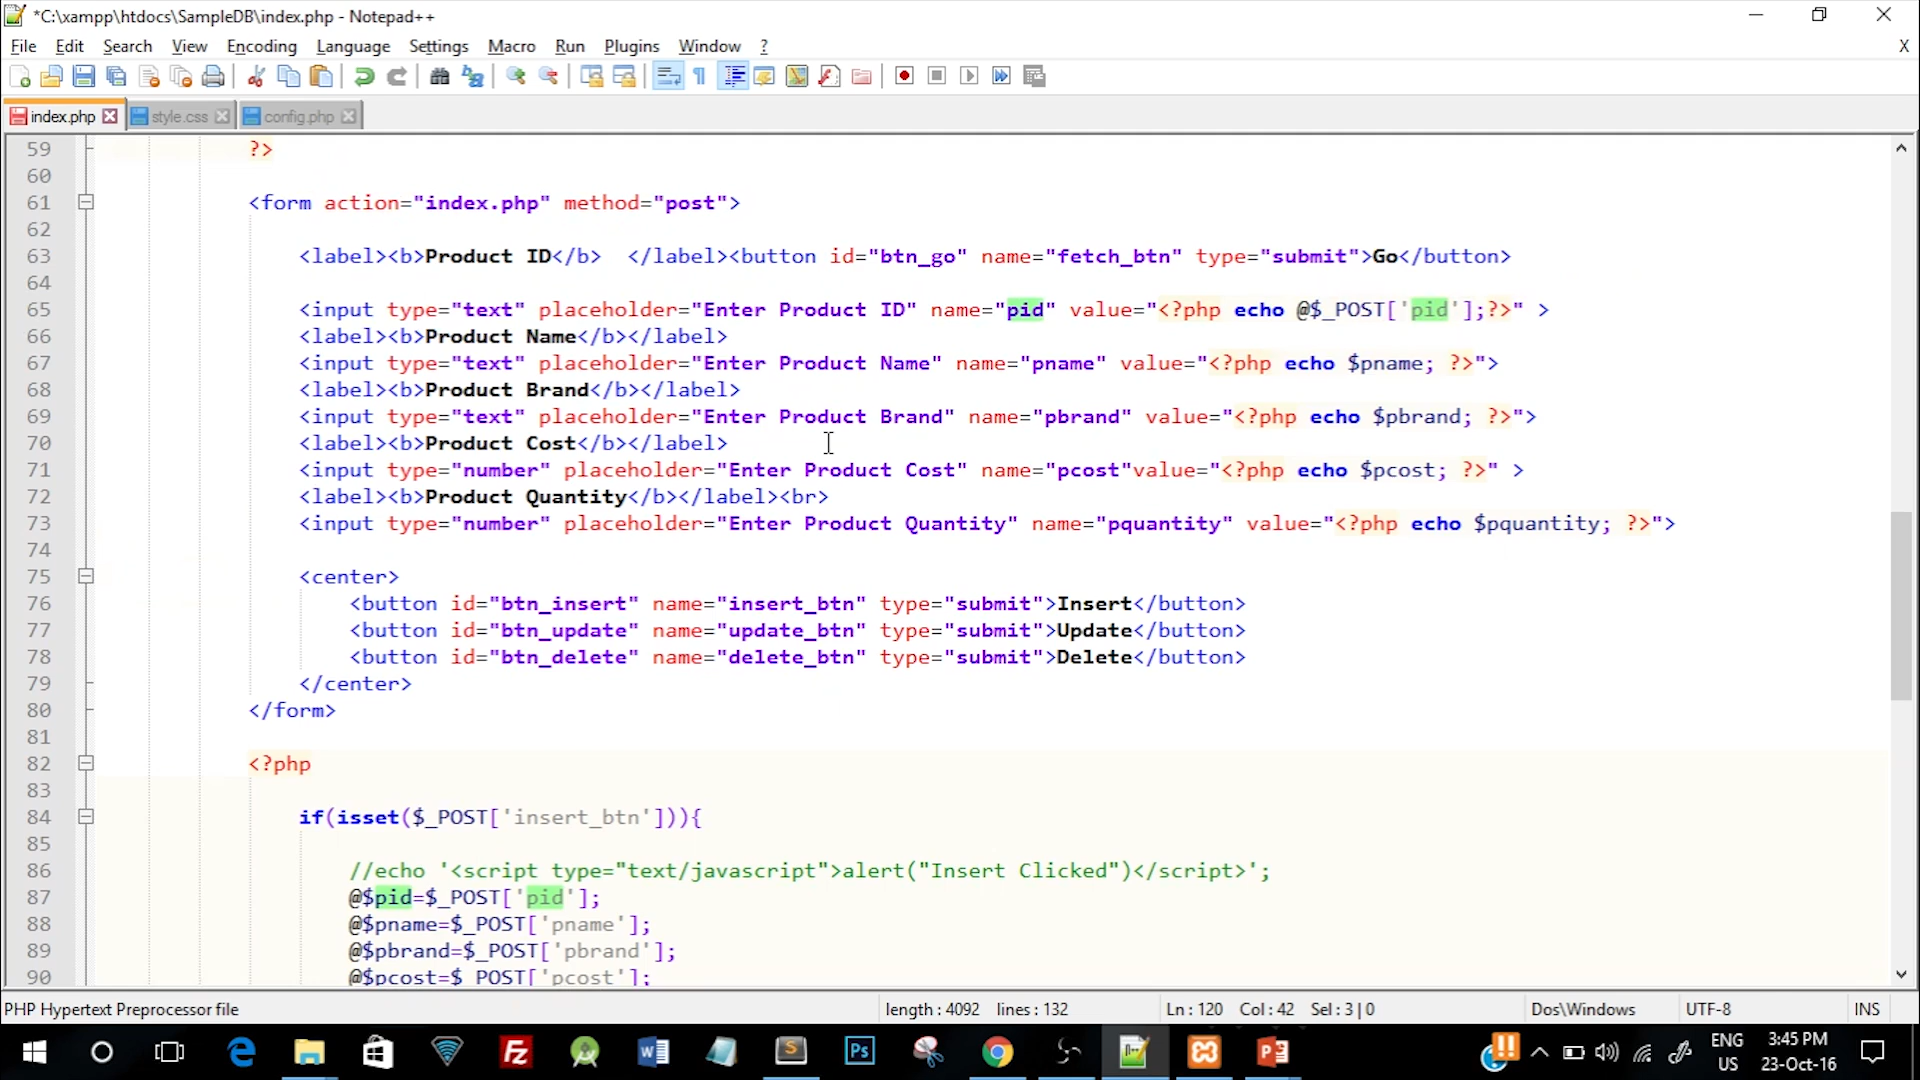 *C:\xampp\htdocs\SampleDB\index.php - Notepad++
File Edit Search View Encoding Language Settings Macro Run Plugins Window ? X
index.php style.css config.php
59 ?>
60
61 <form action="index.php" method="post">
62
63 <label><b>Product ID</b>  </label><button id="btn_go" name="fetch_btn" type="submit">Go</button>
64
65 <input type="text" placeholder="Enter Product ID" name="pid" value="<?php echo @$_POST['pid'];?>" >
66 <label><b>Product Name</b></label>
67 <input type="text" placeholder="Enter Product Name" name="pname" value="<?php echo $pname; ?>">
68 <label><b>Product Brand</b></label>
69 <input type="text" placeholder="Enter Product Brand" name="pbrand" value="<?php echo $pbrand; ?>">
70 <label><b>Product Cost</b></label>
71 <input type="number" placeholder="Enter Product Cost" name="pcost"value="<?php echo $pcost; ?>" >
72 <label><b>Product Quantity</b></label><br>
73 <input type="number" placeholder="Enter Product Quantity" name="pquantity" value="<?php echo $pquantity; ?>">
74
75 <center>
76 <button id="btn_insert" name="insert_btn" type="submit">Insert</button>
77 <button id="btn_update" name="update_btn" type="submit">Update</button>
78 <button id="btn_delete" name="delete_btn" type="submit">Delete</button>
79 </center>
80 </form>
81
82 <?php
83
84 if(isset($_POST['insert_btn'])){
85
86 //echo '<script type="text/javascript">alert("Insert Clicked")</script>';
87 @$pid=$_POST['pid'];
88 @$pname=$_POST['pname'];
89 @$pbrand=$_POST['pbrand'];
90 @$pcost=$_POST['pcost'];
PHP Hypertext Preprocessor file length : 4092 lines : 132 Ln : 120 Col : 42 Sel : 3 | 0 Dos\Windows UTF-8 INS
ENG 3:45 PM
US 23-Oct-16